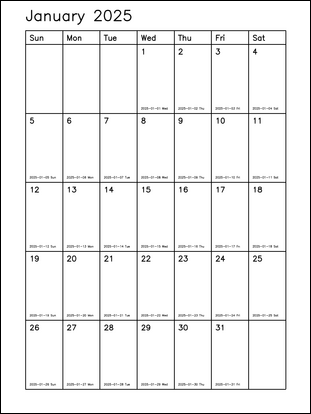 January 2025
Sun Mon Tue Wed Thu Fri Sat
1 2 3 4
2025-01-01 Wed 2025-01-02 Thu 2025-01-03 Fri 2025-01-04 Sat
5 6 7 8 9 10 11
2025-01-05 Sun 2025-01-06 Mon 2025-01-07 Tue 2025-01-08 Wed 2025-01-09 Thu 2025-01-10 Fri 2025-01-11 Sat
12 13 14 15 16 17 18
2025-01-12 Sun 2025-01-13 Mon 2025-01-14 Tue 2025-01-15 Wed 2025-01-16 Thu 2025-01-17 Fri 2025-01-18 Sat
19 20 21 22 23 24 25
2025-01-19 Sun 2025-01-20 Mon 2025-01-21 Tue 2025-01-22 Wed 2025-01-23 Thu 2025-01-24 Fri 2025-01-25 Sat
26 27 28 29 30 31
2025-01-26 Sun 2025-01-27 Mon 2025-01-28 Tue 2025-01-29 Wed 2025-01-30 Thu 2025-01-31 Fri